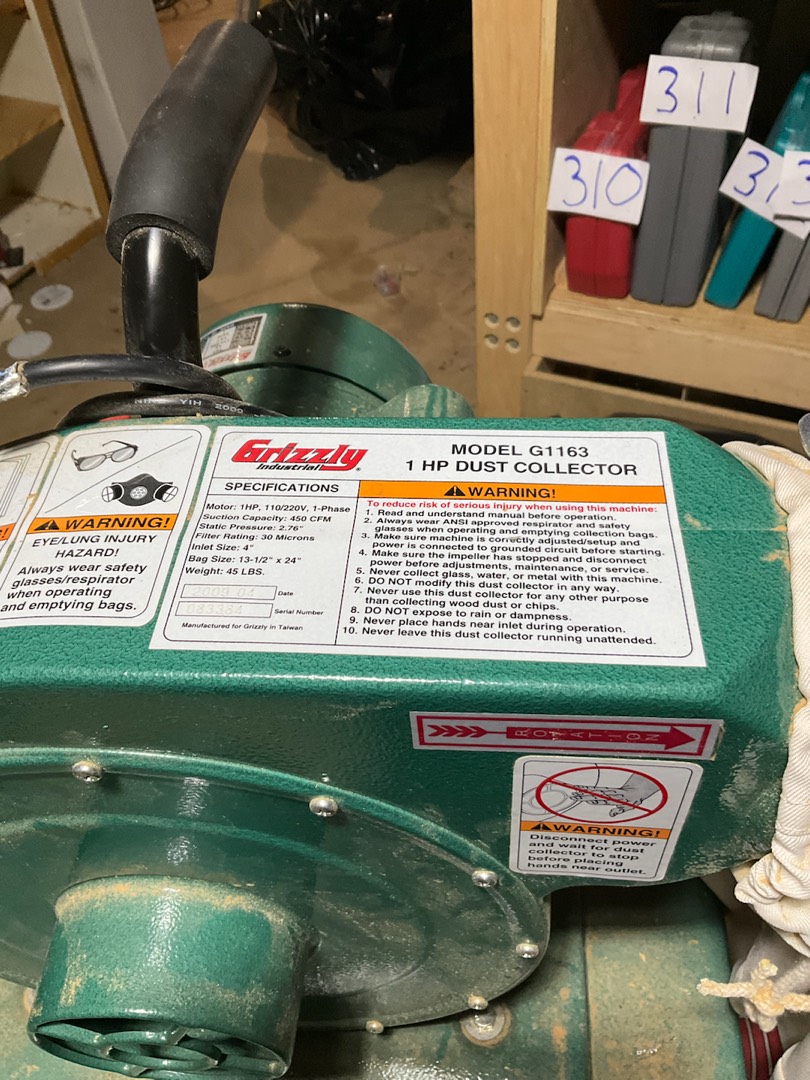 311
310
31
3
NING YIH 2000
Grizzly
Industrial
MODEL G1163
1 HP DUST COLLECTOR
SPECIFICATIONS
Motor: 1HP, 110/220V, 1-Phase
Suction Capacity: 450 CFM
Static Pressure: 2.76"
Filter Rating: 30 Microns
Inlet Size: 4"
Bag Size: 13-1/2" x 24"
Weight: 45 LBS.
Date
083384 Serial Number
Manufactured for Grizzly in Taiwan
WARNING!
To reduce risk of serious injury when using this machine:
1. Read and understand manual before operation.
2. Always wear ANSI approved respirator and safety
glasses when operating and emptying collection bags.
3. Make sure machine is correctly adjusted/setup and
power is connected to grounded circuit before starting.
4. Make sure the impeller has stopped and disconnect
power before adjustments, maintenance, or service.
5. Never collect glass, water, or metal with this machine.
6. DO NOT modify this dust collector in any way.
7. Never use this dust collector for any other purpose
than collecting wood dust or chips.
8. DO NOT expose to rain or dampness.
9. Never place hands near inlet during operation.
10. Never leave this dust collector running unattended.
WARNING!
EYE/LUNG INJURY
HAZARD!
Always wear safety
glasses/respirator
when operating
and emptying bags.
ROTATION
WARNING!
Disconnect power
and wait for dust
collector to stop
before placing
hands near outlet.